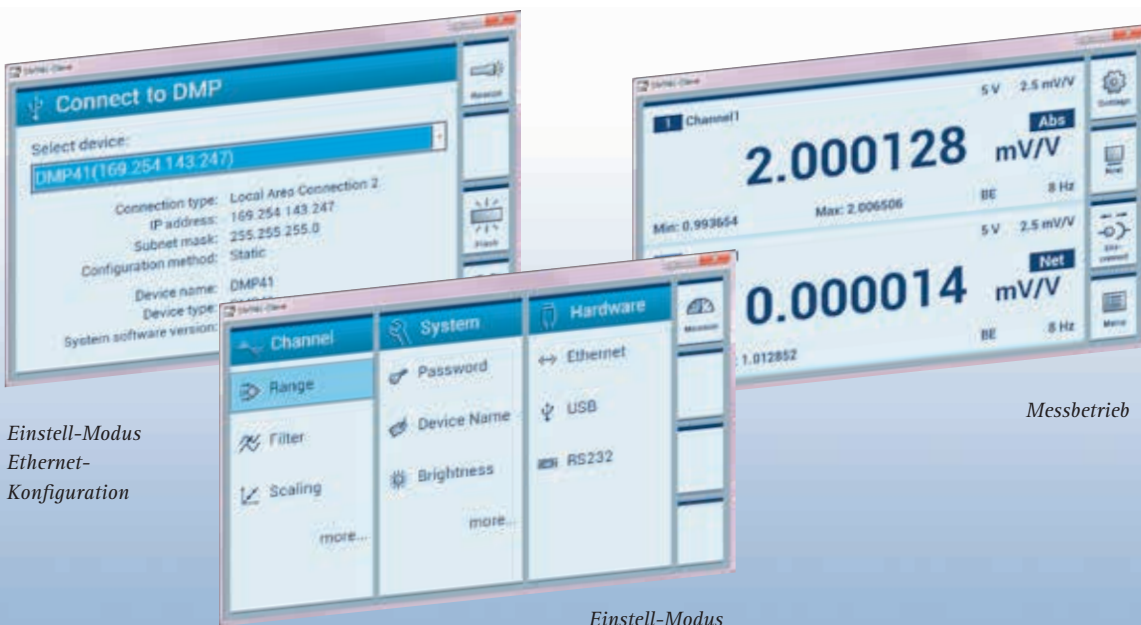 Connect to DMP
Select device:
DMP41(169.254.143.247)
Connection type: Local Area Connection 2
IP address: 169.254.143.247
Subnet mask: 255.255.255.0
Configuration method: Static
Device name: DMP41
Device type:
System software version:
Flash
Einstell-Modus
Ethernet-
Konfiguration
Channel
Range
Filter
Scaling
more...
System
Password
Device Name
Brightness
more...
Hardware
Ethernet
USB
RS232
Measure
Einstell-Modus
1 Channel1
5 V 2.5 mV/V
Abs
2.000128 mV/V
Min: 0.993654 Max: 2.006506 BE 8 Hz
5 V 2.5 mV/V
Net
0.000014 mV/V
1.012852 BE 8 Hz
Settings
Menu
Messbetrieb